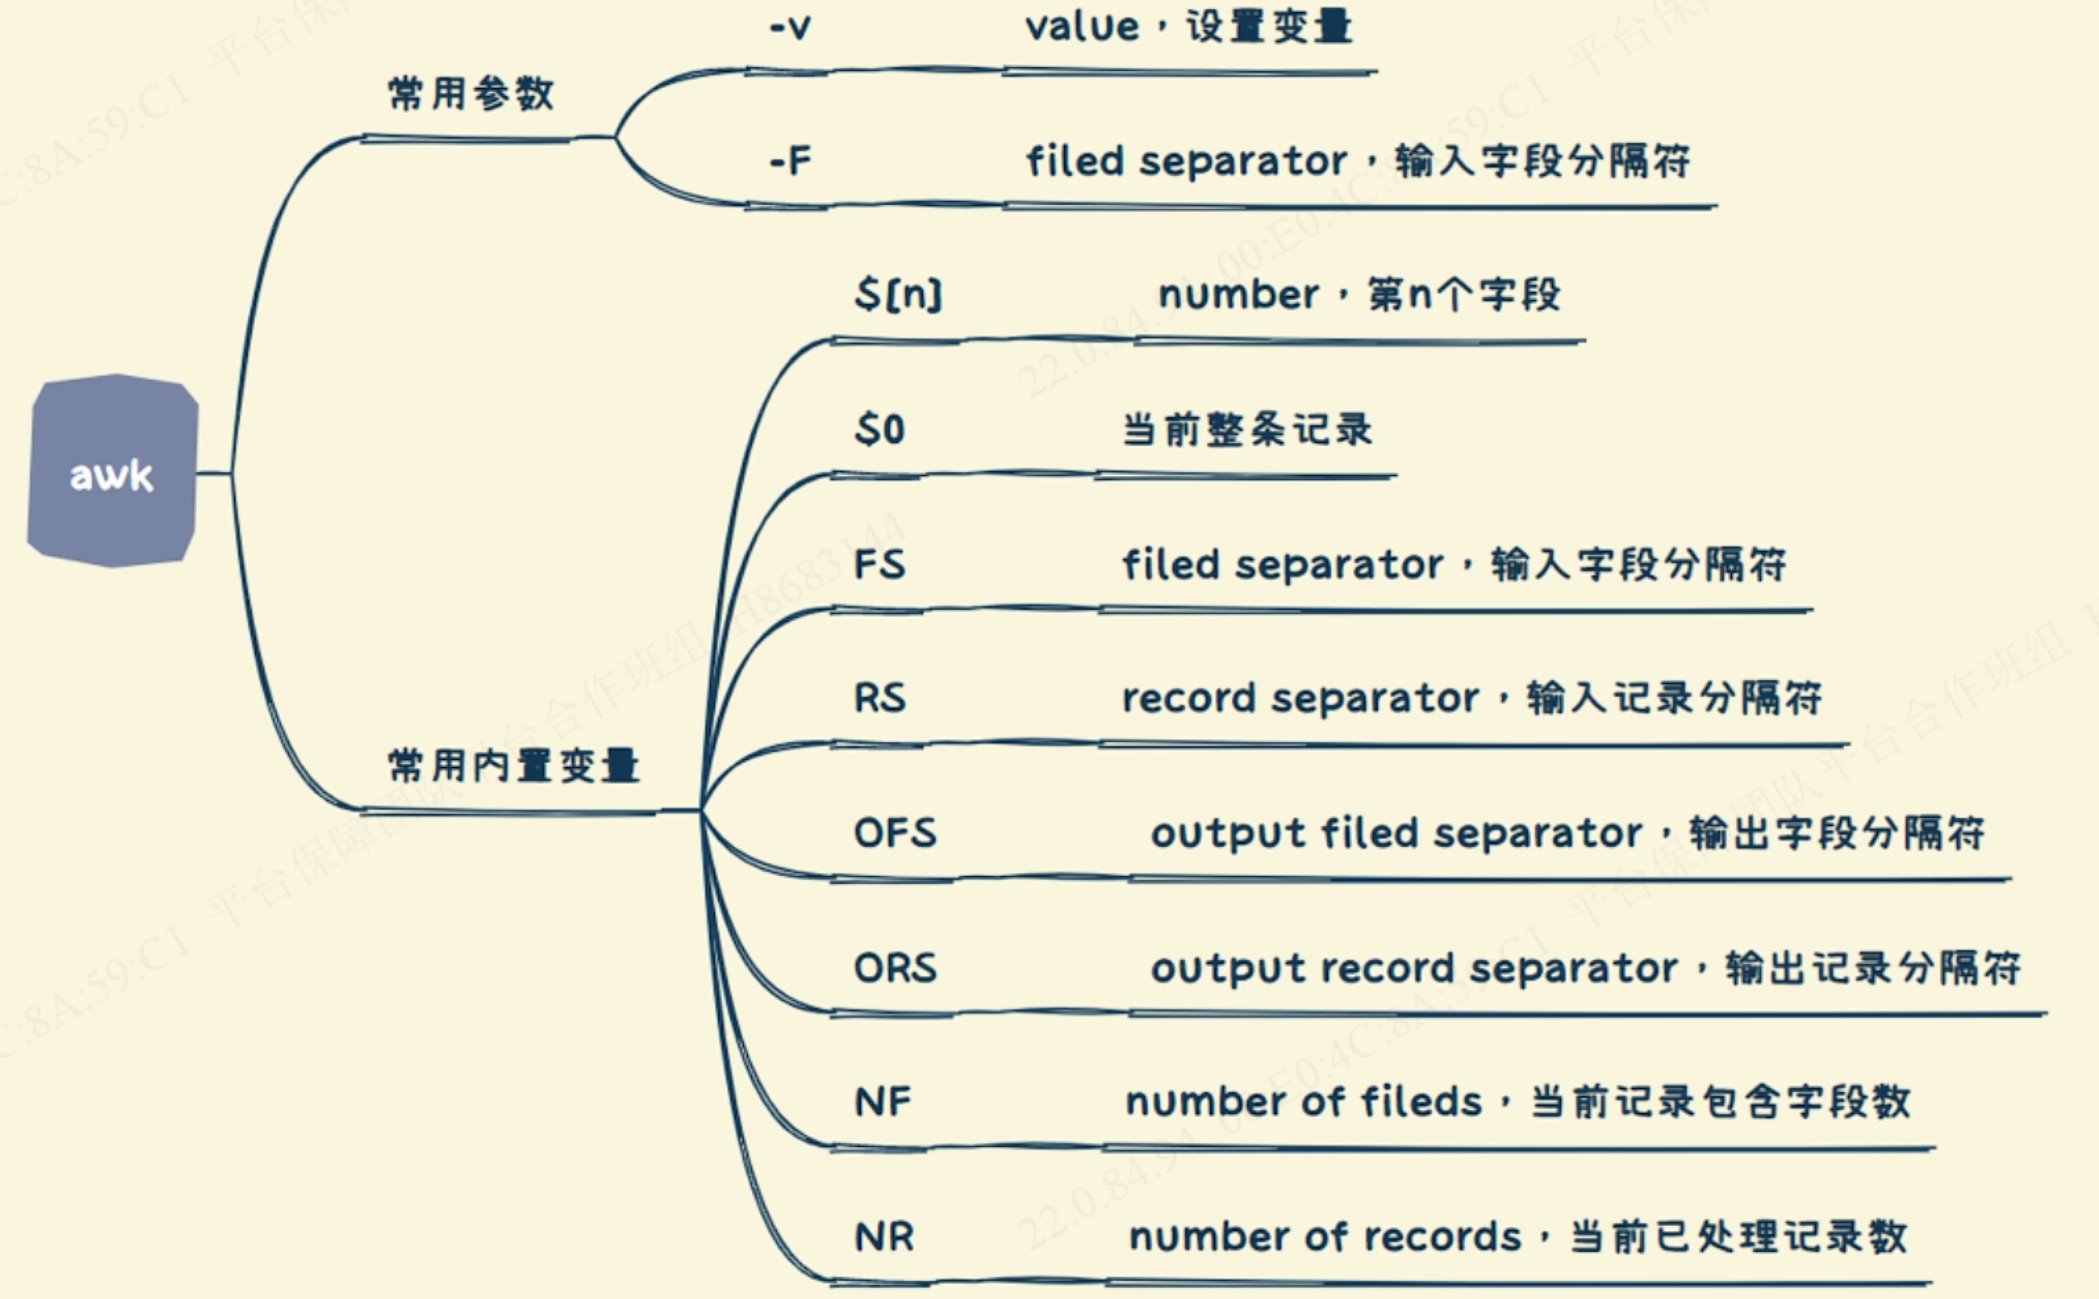 -v value，设置变量
常用参数
-F filed separator，输入字段分隔符
$[n] number，第n个字段
$0 当前整条记录
awk
FS filed separator，输入字段分隔符
RS record separator，输入记录分隔符
常用内置变量
OFS output filed separator，输出字段分隔符
ORS output record separator，输出记录分隔符
NF number of fileds，当前记录包含字段数
NR number of records，当前已处理记录数